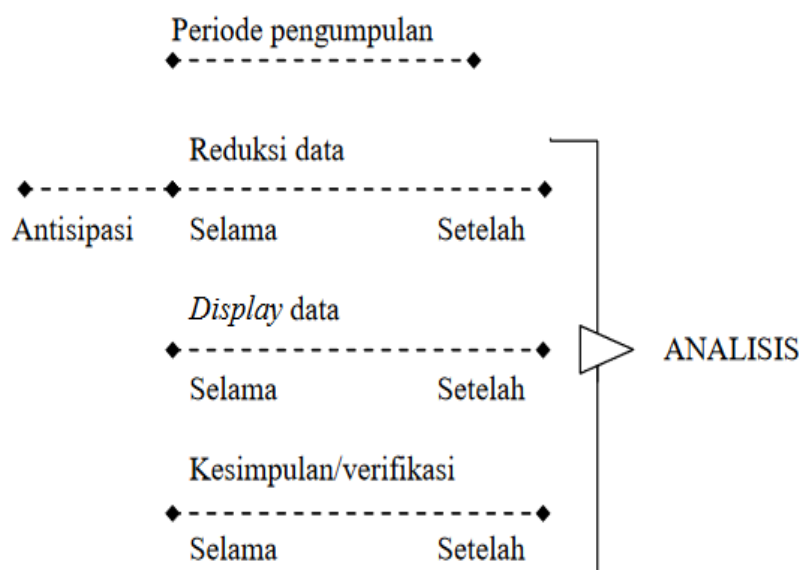 Periode pengumpulan
Reduksi data
Antisipasi Selama Setelah
Display data
Selama Setelah
ANALISIS
Kesimpulan/verifikasi
Selama Setelah